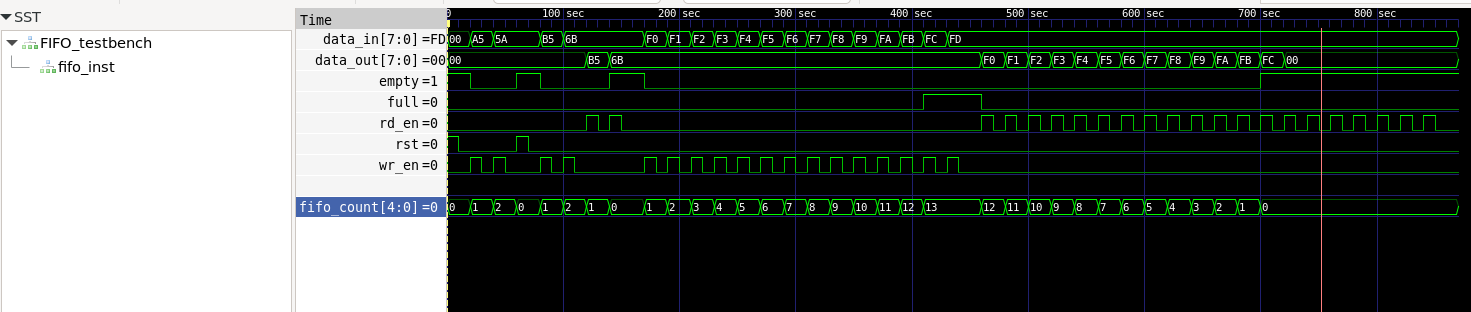 SST
FIFO_testbench
fifo_inst
Time
0 100 sec 200 sec 300 sec 400 sec 500 sec 600 sec 700 sec 800 sec
data_in[7:0] =FD 00 A5 5A B5 6B F0 F1 F2 F3 F4 F5 F6 F7 F8 F9 FA FB FC FD
data_out[7:0] =00 00 B5 6B F0 F1 F2 F3 F4 F5 F6 F7 F8 F9 FA FB FC 00
empty =1
full =0
rd_en =0
rst =0
wr_en =0
fifo_count[4:0] =0 0 1 2 0 1 2 1 0 1 2 3 4 5 6 7 8 9 10 11 12 13 12 11 10 9 8 7 6 5 4 3 2 1 0